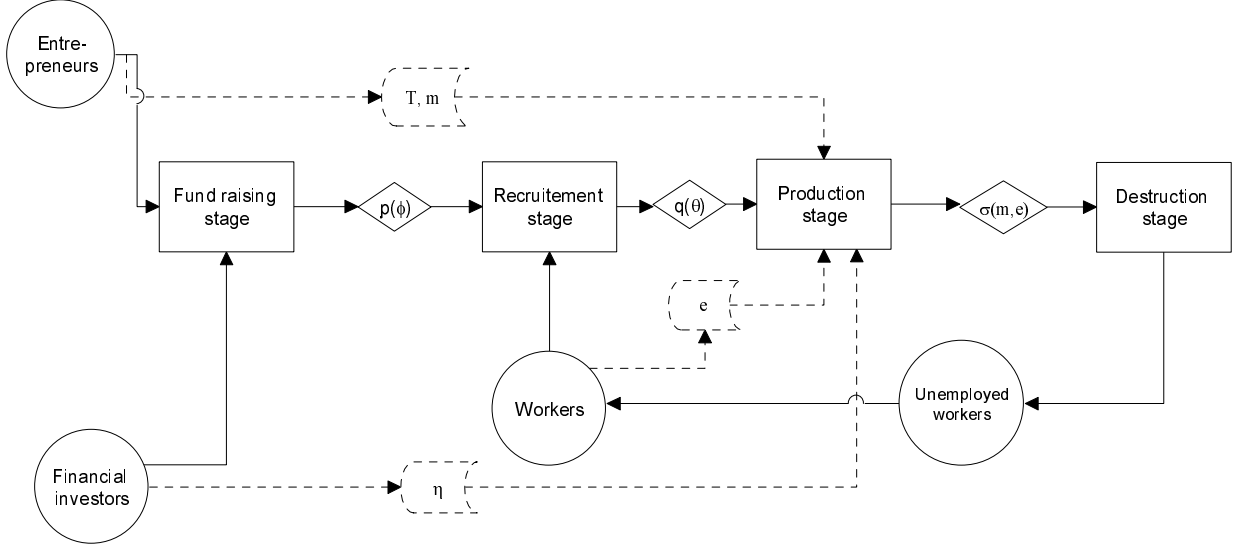 Entre-
preneurs
T, m
Fund raising
stage
p(ϕ)
Recruitement
stage
q(θ)
Production
stage
σ(m,e)
Destruction
stage
e
Workers
Unemployed
workers
Financial
investors
η